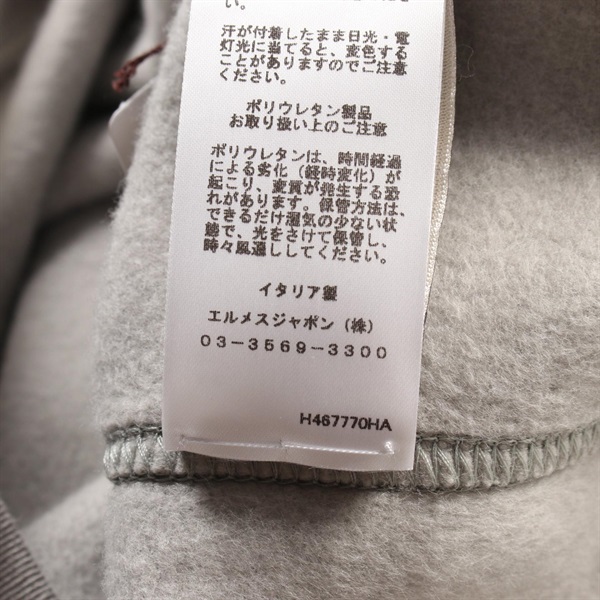 い。
汗が付着したまま日光・電
灯光に当てると、変色する
ことがありますのでご注意
ください。
ポリウレタン製品
お取り扱い上のご注意
ポリウレタンは、時間経過
による劣化（経時変化）が
起こり、変質が発生する恐
れがあります。保管方法は、
できるだけ湿気の少ない状
態で、光をさけて保管し、
時々風通ししてください。
イタリア製
エルメスジャポン（株）
03-3569-3300
H467770HA